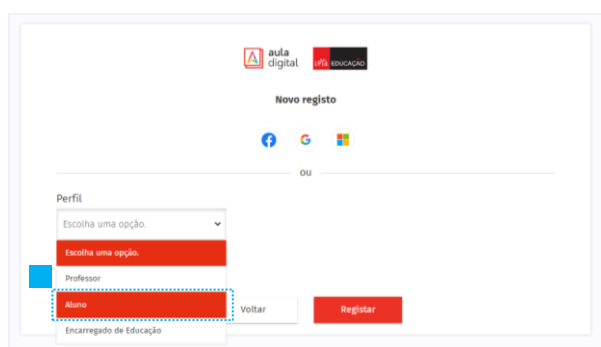 aula
digital
LEYA EDUCAÇÃO
Novo registo
ou
Perfil
Escolha uma opção.
Escolha uma opção.
Professor
Aluno
Encarregado de Educação
Voltar
Registar